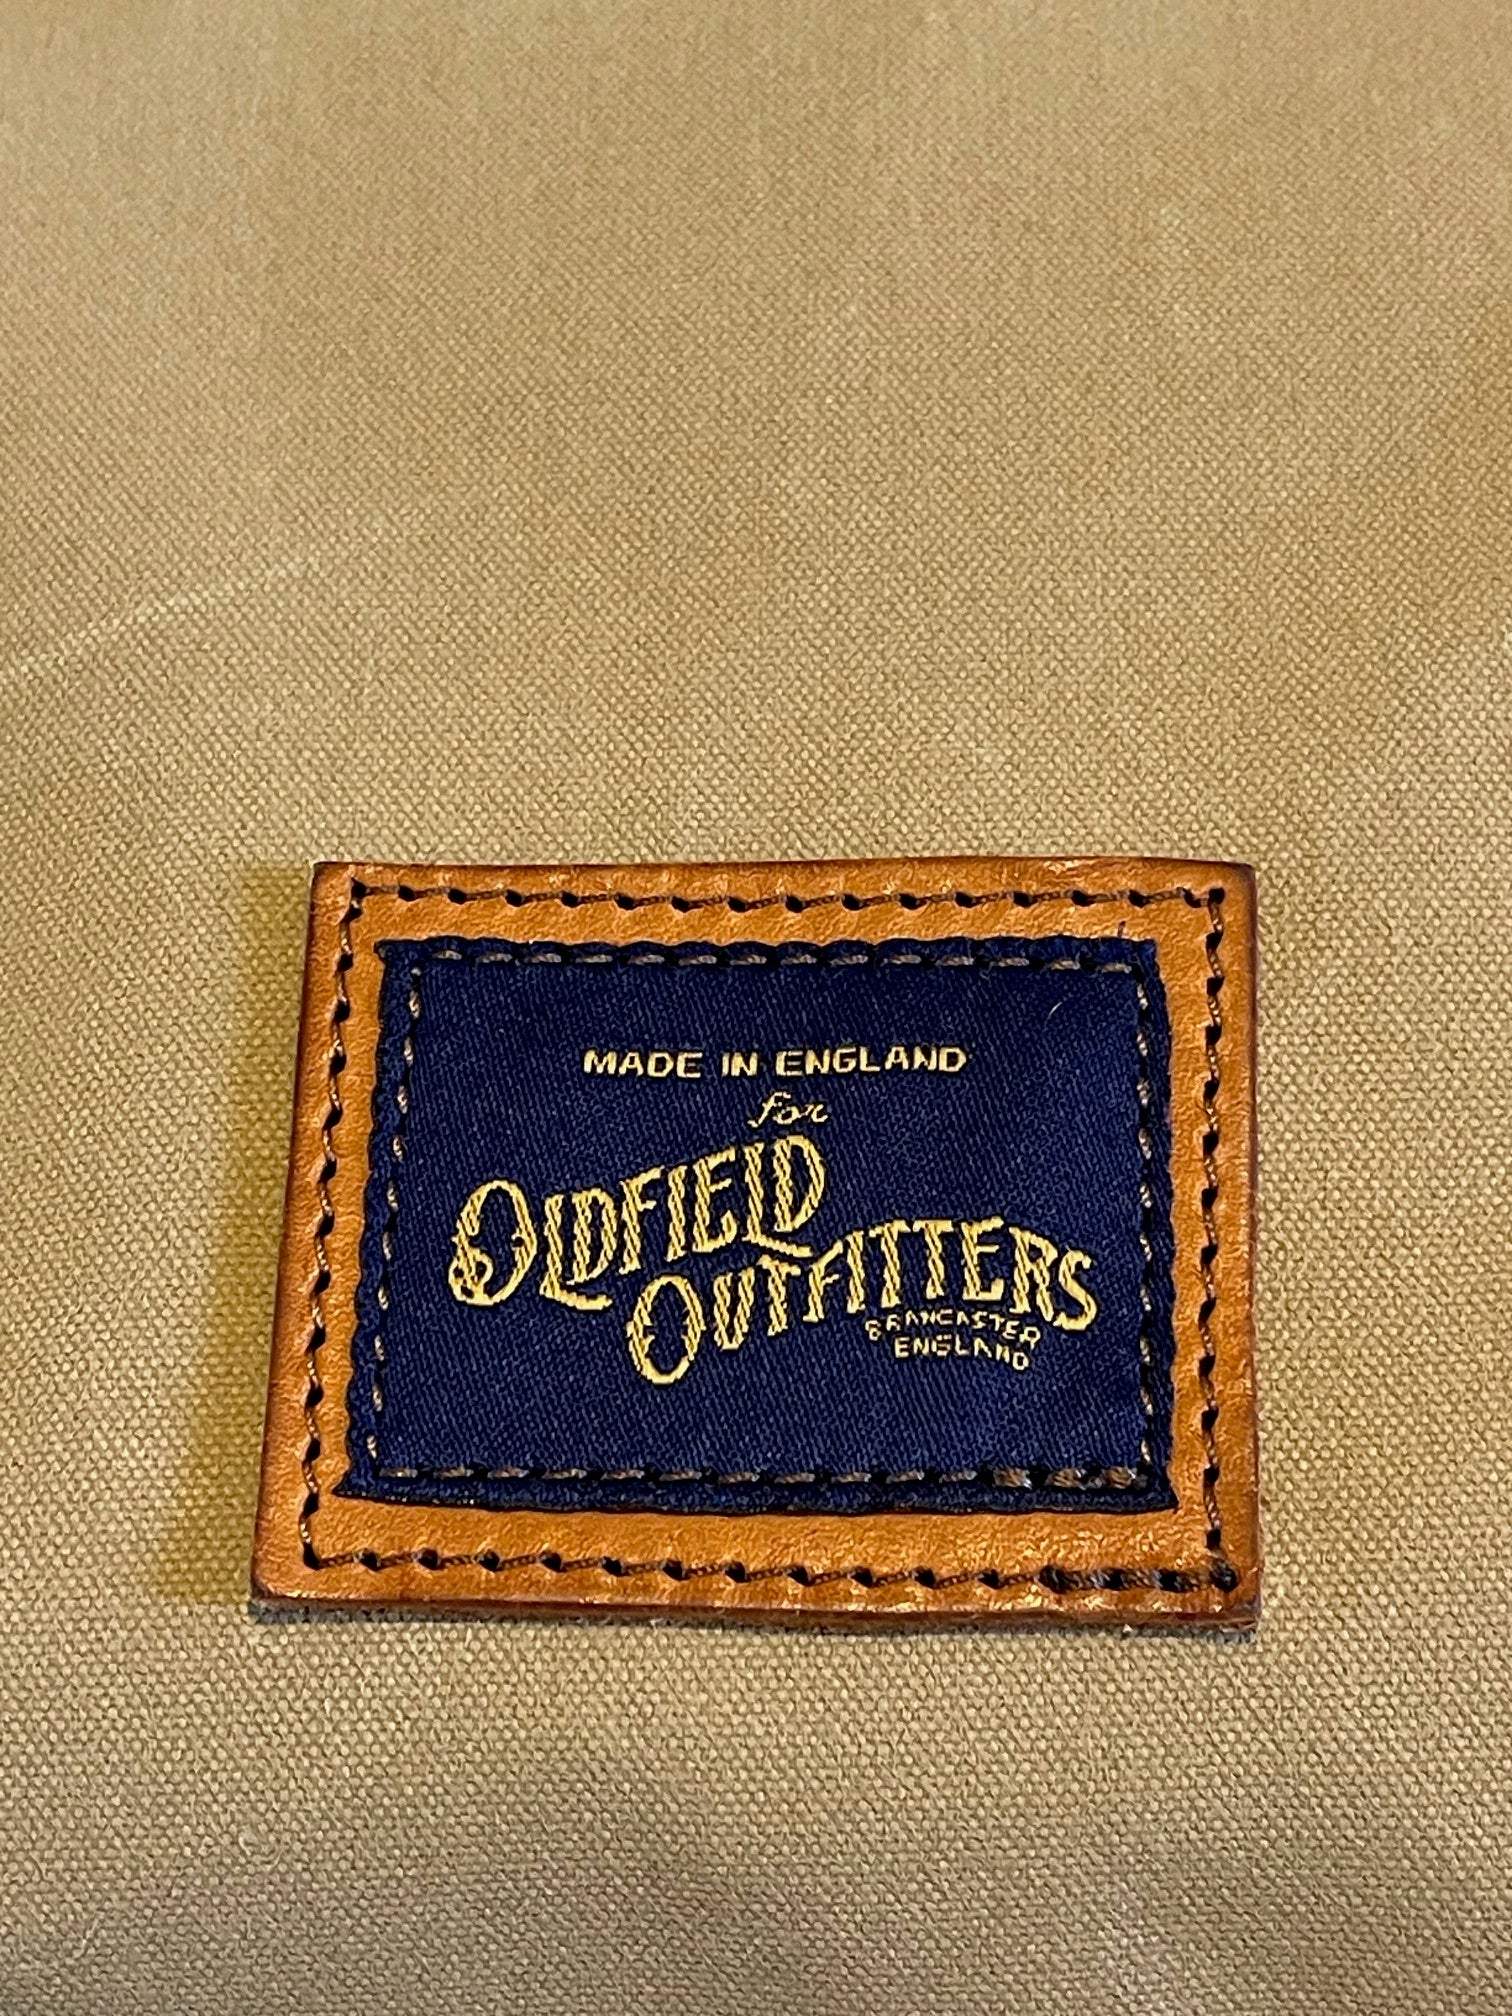 MADE IN ENGLAND
for
OLDFIELD
OUTFITTERS
BRANCASTER
ENGLAND